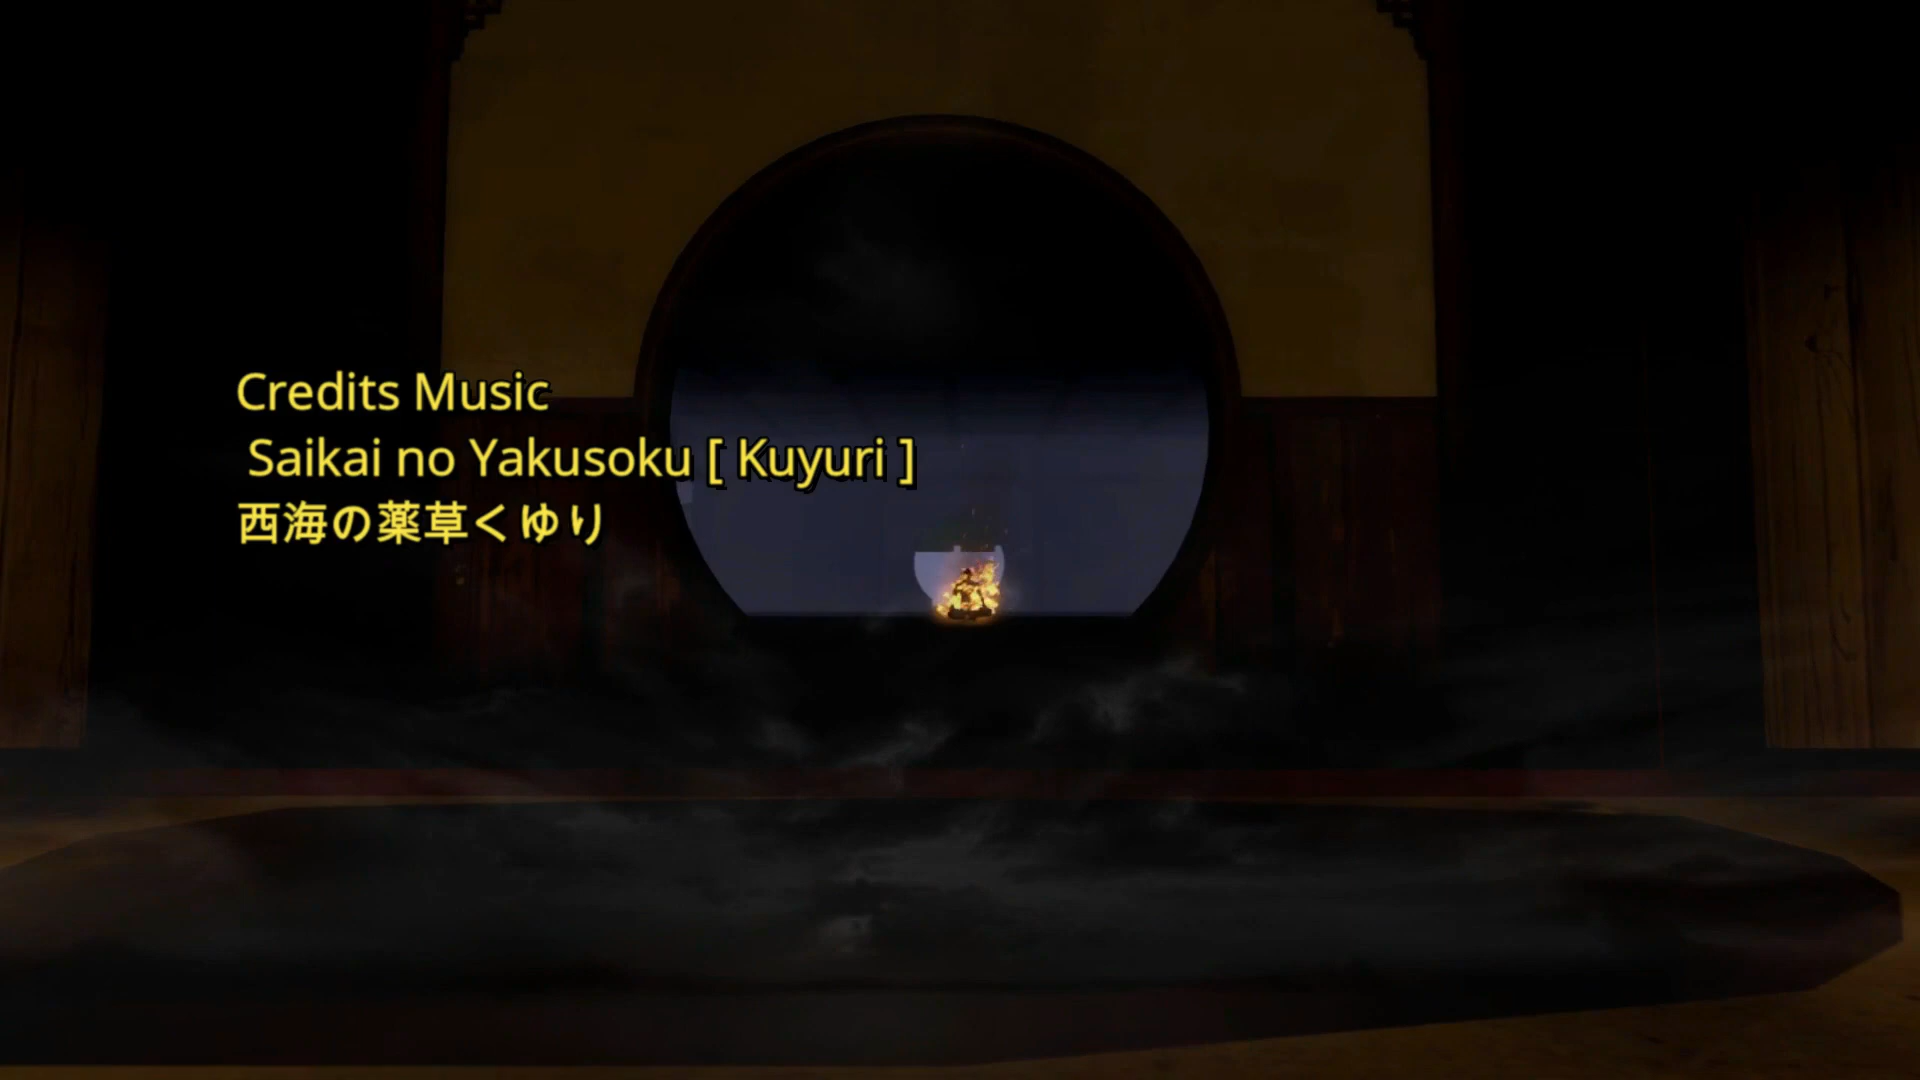 Credits Music
Saikai no Yakusoku [ Kuyuri ]
西海の薬草くゆり